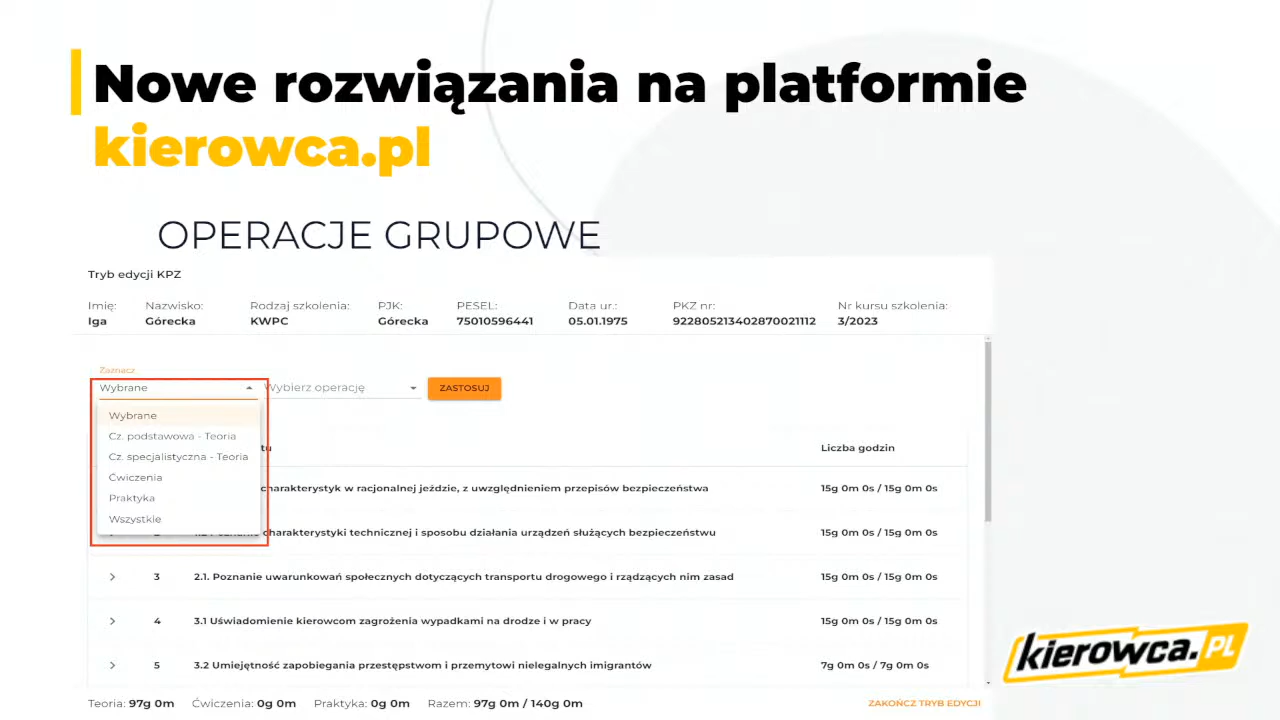 Nowe rozwiązania na platformie
kierowca.pl
OPERACJE GRUPOWE
Tryb edycji KPZ
Imię: Nazwisko: Rodzaj szkolenia: PJK: PESEL: Data ur.: PKZ nr: Nr kursu szkolenia:
Iga Górecka KWPC Górecka 75010596441 05.01.1975 922805213402870021112 3/2023
Zaznacz
Wybrane Wybierz operację ZASTOSUJ
Wybrane
Cz. podstawowa - Teoria
Cz. specjalistyczna - Teoria
Ćwiczenia
Praktyka
Wszystkie
Liczba godzin
charakterystyk w racjonalnej jeździe, z uwzględnieniem przepisów bezpieczeństwa 15g 0m 0s / 15g 0m 0s
charakterystyki technicznej i sposobu działania urządzeń służących bezpieczeństwu 15g 0m 0s / 15g 0m 0s
3 2.1. Poznanie uwarunkowań społecznych dotyczących transportu drogowego i rządzących nim zasad 15g 0m 0s / 15g 0m 0s
4 3.1 Uświadomienie kierowcom zagrożenia wypadkami na drodze i w pracy 15g 0m 0s / 15g 0m 0s
5 3.2 Umiejętność zapobiegania przestępstwom i przemytowi nielegalnych imigrantów 7g 0m 0s / 7g 0m 0s
Teoria: 97g 0m Ćwiczenia: 0g 0m Praktyka: 0g 0m Razem: 97g 0m / 140g 0m ZAKOŃCZ TRYB EDYCJI
kierowca.PL